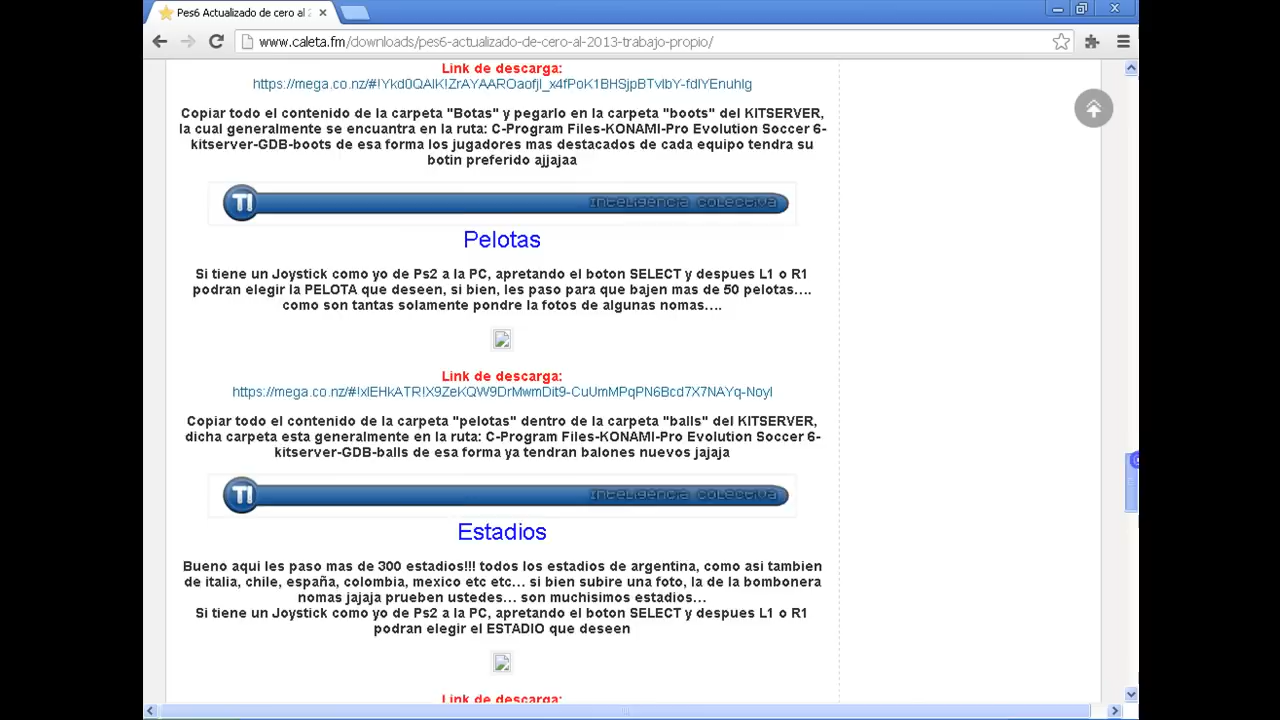 Pes6 Actualizado de cero al 2
www.caleta.fm/downloads/pes6-actualizado-de-cero-al-2013-trabajo-propio/
Link de descarga:
https://mega.co.nz/#!Ykd0QAIK!ZrAYAAROaofjI_x4fPoK1BHSjpBTvlbY-fdlYEnuhIg
Copiar todo el contenido de la carpeta "Botas" y pegarlo en la carpeta "boots" del KITSERVER,
la cual generalmente se encuantra en la ruta: C-Program Files-KONAMI-Pro Evolution Soccer 6-
kitserver-GDB-boots de esa forma los jugadores mas destacados de cada equipo tendra su
botin preferido ajjajaa
TI
INTELIGENCIA COLECTIVA
Pelotas
Si tiene un Joystick como yo de Ps2 a la PC, apretando el boton SELECT y despues L1 o R1
podran elegir la PELOTA que deseen, si bien, les paso para que bajen mas de 50 pelotas….
como son tantas solamente pondre la fotos de algunas nomas….
Link de descarga:
https://mega.co.nz/#!xlEHkATR!X9ZeKQW9DrMwmDit9-CuUmMPqPN6Bcd7X7NAYq-NoyI
Copiar todo el contenido de la carpeta "pelotas" dentro de la carpeta "balls" del KITSERVER,
dicha carpeta esta generalmente en la ruta: C-Program Files-KONAMI-Pro Evolution Soccer 6-
kitserver-GDB-balls de esa forma ya tendran balones nuevos jajaja
TI
INTELIGENCIA COLECTIVA
Estadios
Bueno aqui les paso mas de 300 estadios!!! todos los estadios de argentina, como asi tambien
de italia, chile, españa, colombia, mexico etc etc… si bien subire una foto, la de la bombonera
nomas jajaja prueben ustedes… son muchisimos estadios…
Si tiene un Joystick como yo de Ps2 a la PC, apretando el boton SELECT y despues L1 o R1
podran elegir el ESTADIO que deseen
Link de descarga: